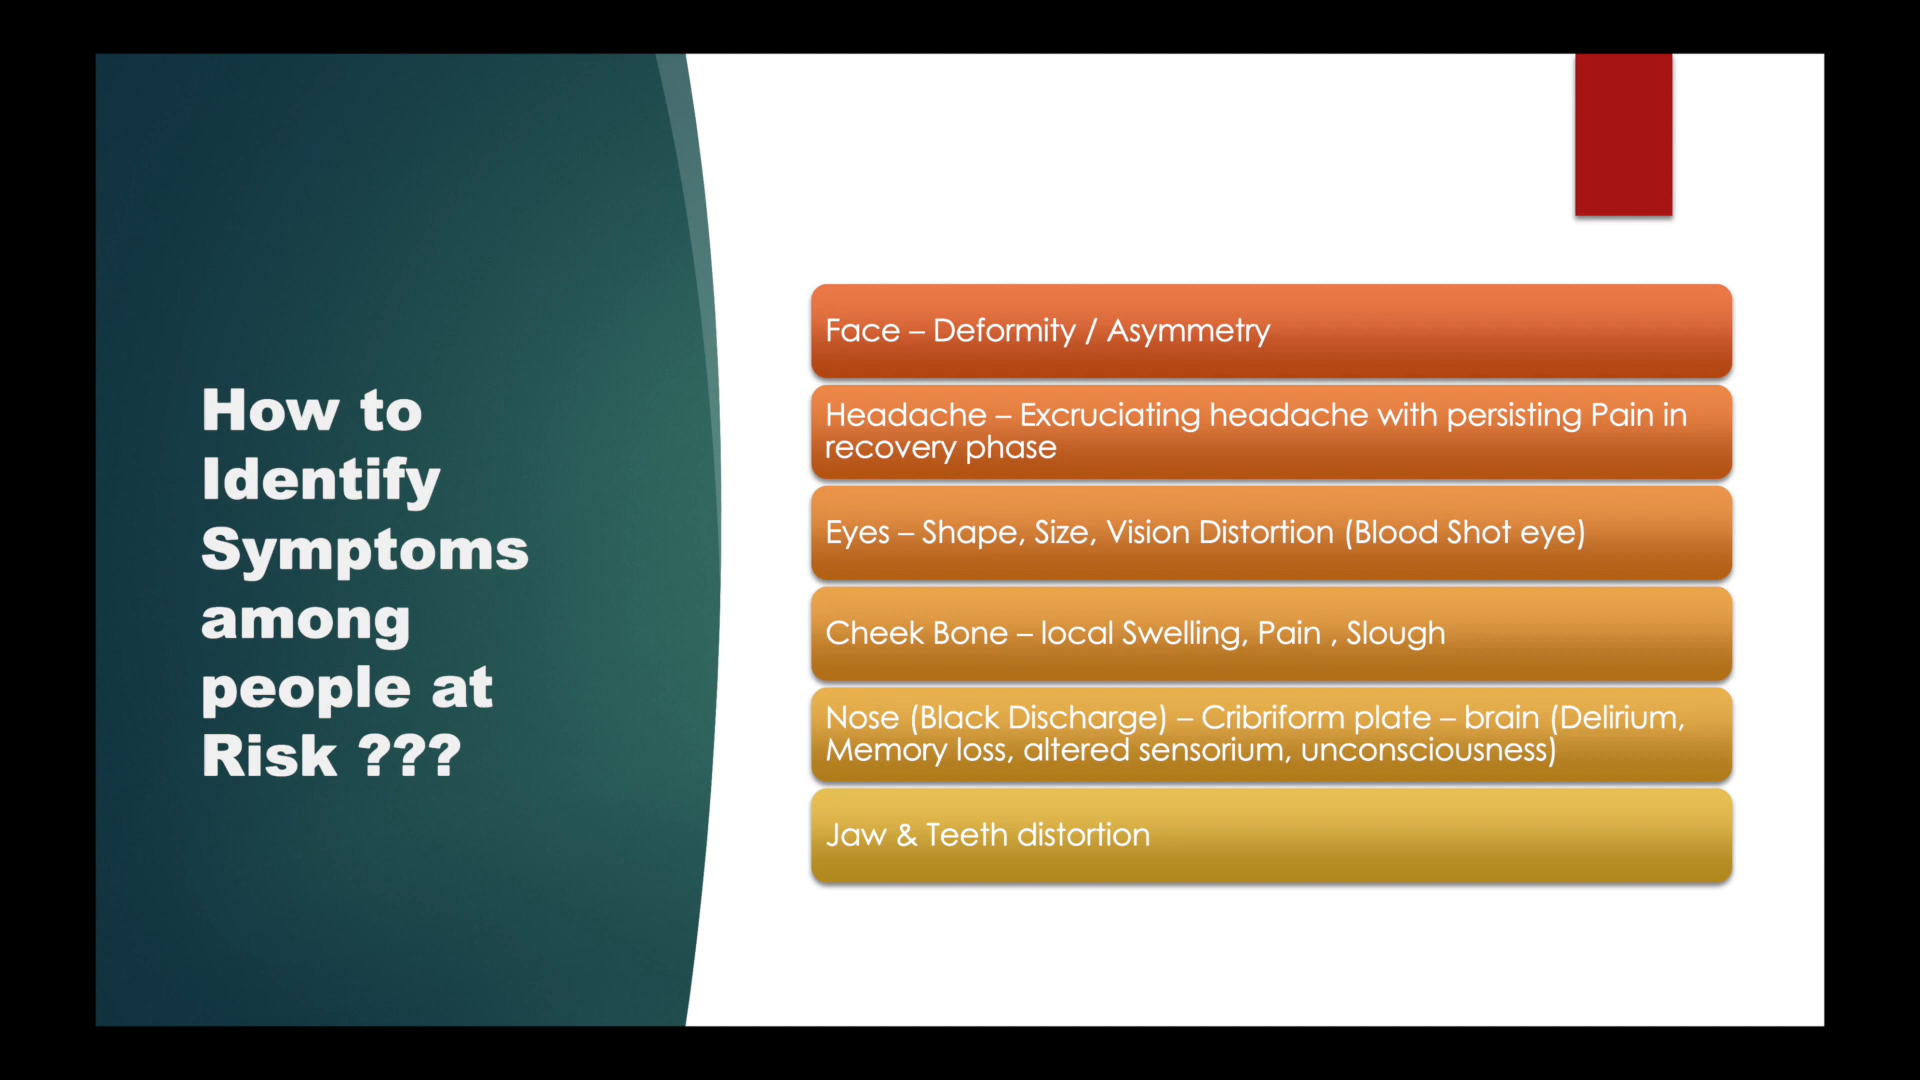 How to
Identify
Symptoms
among
people at
Risk ???
Face – Deformity / Asymmetry
Headache – Excruciating headache with persisting Pain in
recovery phase
Eyes – Shape, Size, Vision Distortion (Blood Shot eye)
Cheek Bone – local Swelling, Pain , Slough
Nose (Black Discharge) – Cribriform plate – brain (Delirium,
Memory loss, altered sensorium, unconsciousness)
Jaw & Teeth distortion